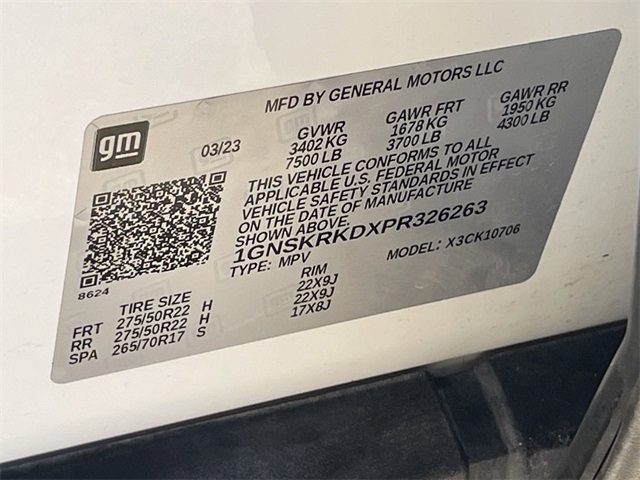 MFD BY GENERAL MOTORS LLC
gm
03/23
GVWR
3402 KG
7500 LB
GAWR FRT
1678 KG
3700 LB
GAWR RR
1950 KG
4300 LB
THIS VEHICLE CONFORMS TO ALL
APPLICABLE U.S. FEDERAL MOTOR
VEHICLE SAFETY STANDARDS IN EFFECT
ON THE DATE OF MANUFACTURE
SHOWN ABOVE.
1GNSKRKDXPR326263
TYPE: MPV
MODEL: X3CK10706
8624
TIRE SIZE RIM
FRT 275/50R22 H 22X9J
RR 275/50R22 H 22X9J
SPA 265/70R17 S 17X8J